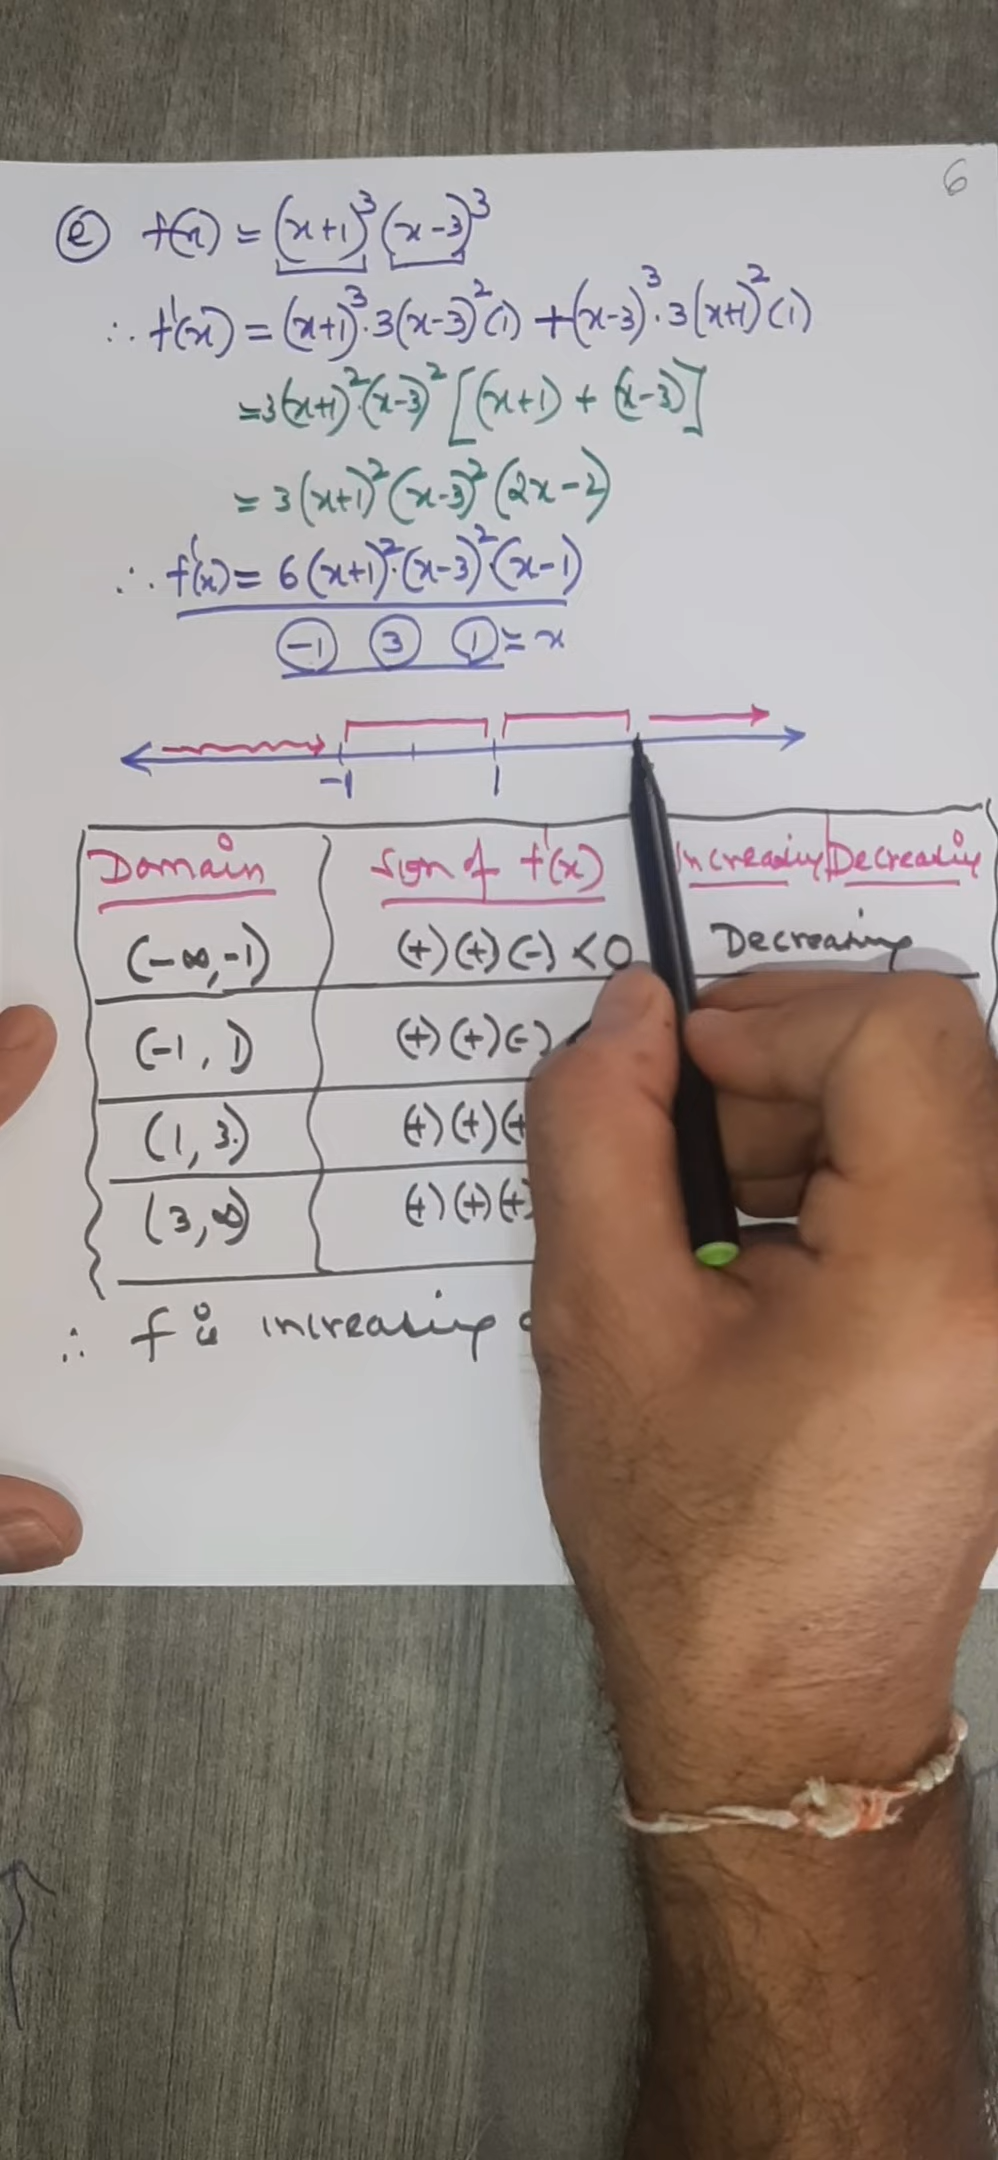 6
(e) f(x) = (x+1)³ (x-3)³
∴ f'(x) = (x+1)³·3(x-3)²(1) + (x-3)³·3(x+1)²(1)
= 3(x+1)²·(x-3)² [(x+1) + (x-3)]
= 3(x+1)² (x-3)² (2x-2)
∴ f'(x) = 6(x+1)²·(x-3)²·(x-1)
-1 3 1 = x
-1 1
Domain Sign of f'(x) Increasing Decreasing
(-∞,-1) (+)(+)(-) <0 Decreasing
(-1, 1) (+)(+)(-)
(1, 3) (+)(+)(+
(3,∞) (+)(+)(+)
∴ f is increasing